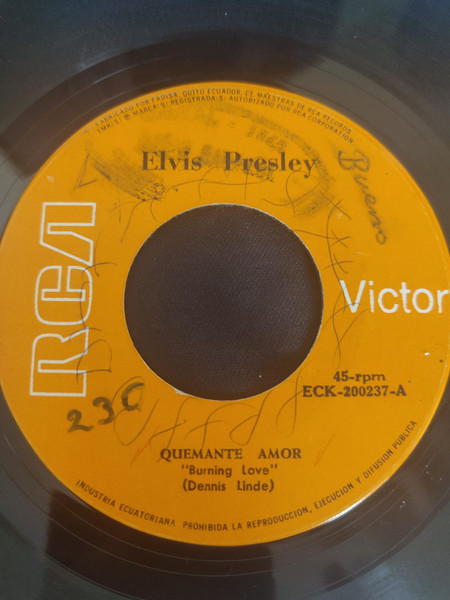 FABRICADO POR FADISA, QUITO ECUADOR, DE MAESTRAS DE RCA RECORDS
TMK(S) ® MARCA(S) REGISTRADA(S) AUTORIZADO POR RCA CORPORATION
Elvis Presley
Bueno
RCA
Victor
45-rpm
ECK-200237-A
230
QUEMANTE AMOR
"Burning Love"
(Dennis Linde)
INDUSTRIA ECUATORIANA. PROHIBIDA LA REPRODUCCION, EJECUCION Y DIFUSION PUBLICA